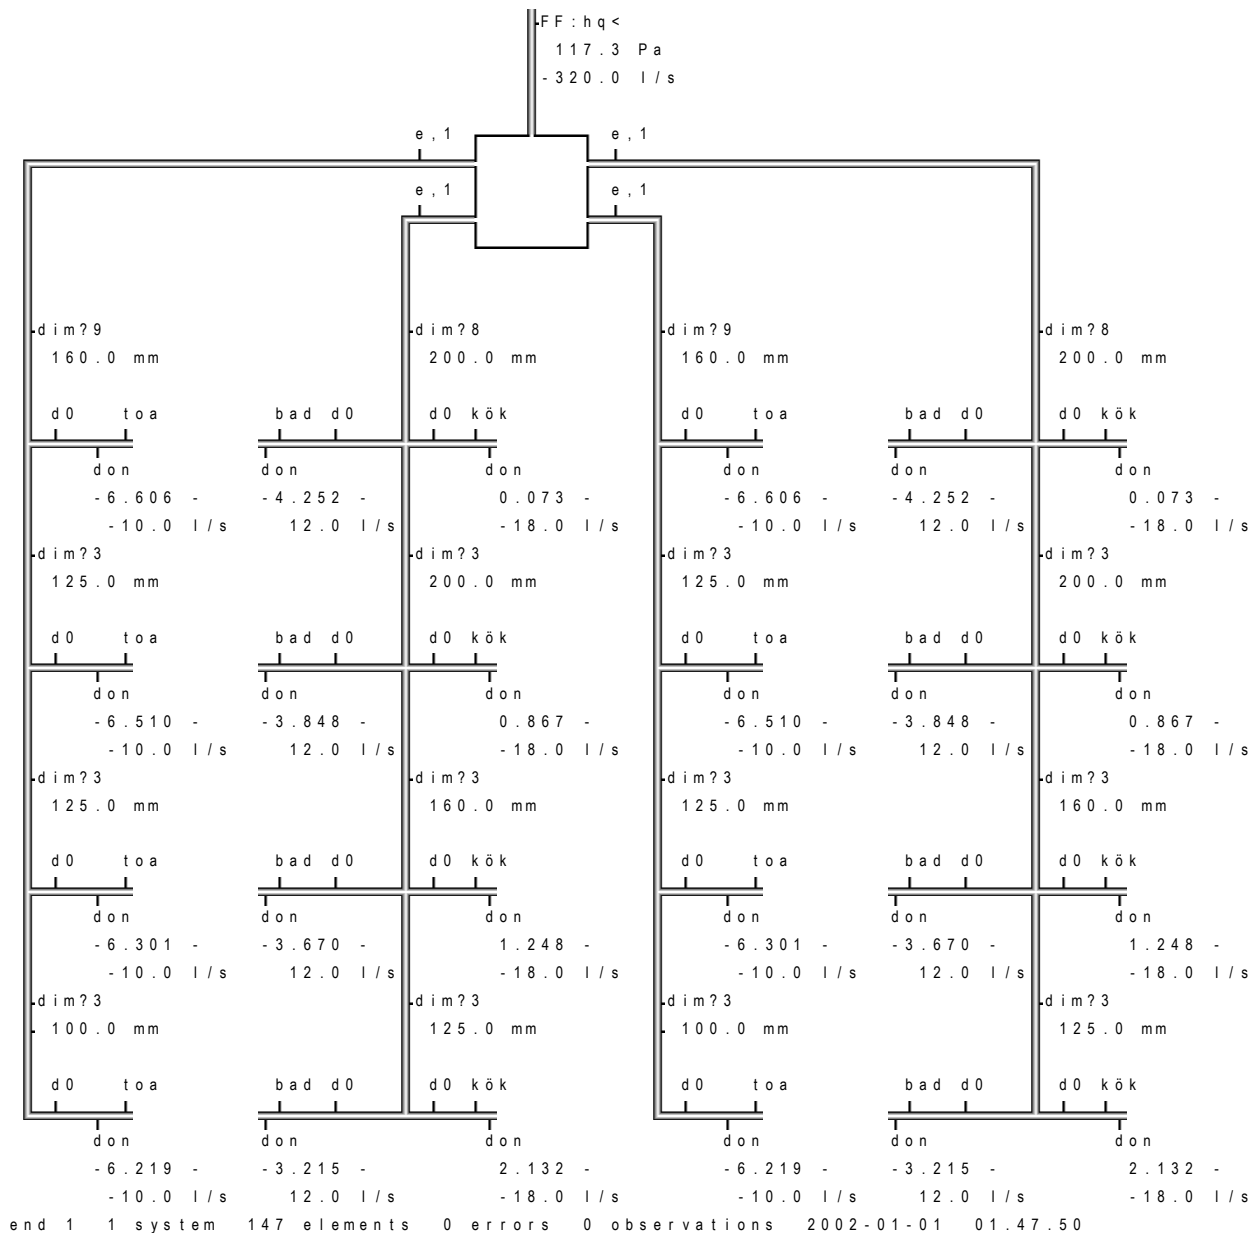 FF:hq<
117.3 Pa
-320.0 l/s
e,1 e,1
e,1 e,1
dim?9 dim?8 dim?9 dim?8
160.0 mm 200.0 mm 160.0 mm 200.0 mm
d0 toa bad d0 d0 kök d0 toa bad d0 d0 kök
don don don don don don
-6.606 - -4.252 - 0.073 - -6.606 - -4.252 - 0.073 -
-10.0 l/s 12.0 l/s -18.0 l/s -10.0 l/s 12.0 l/s -18.0 l/s
dim?3 dim?3 dim?3 dim?3
125.0 mm 200.0 mm 125.0 mm 200.0 mm
d0 toa bad d0 d0 kök d0 toa bad d0 d0 kök
don don don don don don
-6.510 - -3.848 - 0.867 - -6.510 - -3.848 - 0.867 -
-10.0 l/s 12.0 l/s -18.0 l/s -10.0 l/s 12.0 l/s -18.0 l/s
dim?3 dim?3 dim?3 dim?3
125.0 mm 160.0 mm 125.0 mm 160.0 mm
d0 toa bad d0 d0 kök d0 toa bad d0 d0 kök
don don don don don don
-6.301 - -3.670 - 1.248 - -6.301 - -3.670 - 1.248 -
-10.0 l/s 12.0 l/s -18.0 l/s -10.0 l/s 12.0 l/s -18.0 l/s
dim?3 dim?3 dim?3 dim?3
100.0 mm 125.0 mm 100.0 mm 125.0 mm
d0 toa bad d0 d0 kök d0 toa bad d0 d0 kök
don don don don don don
-6.219 - -3.215 - 2.132 - -6.219 - -3.215 - 2.132 -
-10.0 l/s 12.0 l/s -18.0 l/s -10.0 l/s 12.0 l/s -18.0 l/s
end 1 1 system 147 elements 0 errors 0 observations 2002-01-01 01.47.50